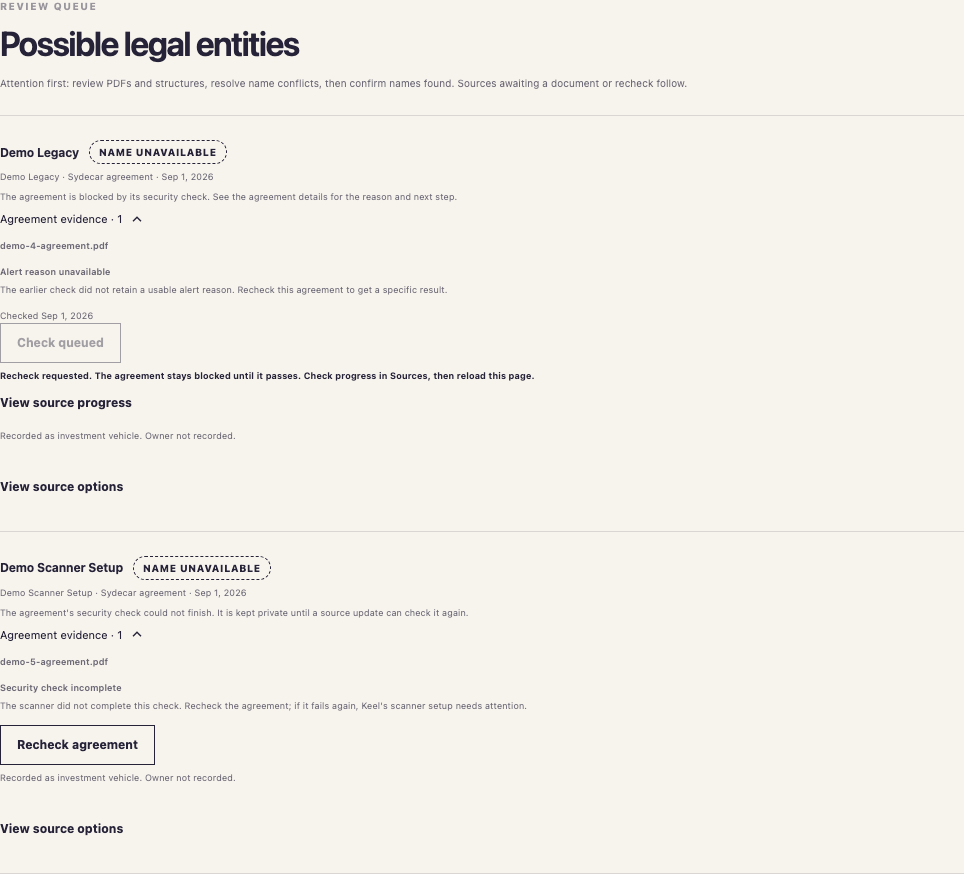 REVIEW QUEUE
Possible legal entities
Attention first: review PDFs and structures, resolve name conflicts, then confirm names found. Sources awaiting a document or recheck follow.
Demo Legacy NAME UNAVAILABLE
Demo Legacy · Sydecar agreement · Sep 1, 2026
The agreement is blocked by its security check. See the agreement details for the reason and next step.
Agreement evidence · 1
demo-4-agreement.pdf
Alert reason unavailable
The earlier check did not retain a usable alert reason. Recheck this agreement to get a specific result.
Checked Sep 1, 2026
Check queued
Recheck requested. The agreement stays blocked until it passes. Check progress in Sources, then reload this page.
View source progress
Recorded as investment vehicle. Owner not recorded.
View source options
Demo Scanner Setup NAME UNAVAILABLE
Demo Scanner Setup · Sydecar agreement · Sep 1, 2026
The agreement's security check could not finish. It is kept private until a source update can check it again.
Agreement evidence · 1
demo-5-agreement.pdf
Security check incomplete
The scanner did not complete this check. Recheck the agreement; if it fails again, Keel's scanner setup needs attention.
Recheck agreement
Recorded as investment vehicle. Owner not recorded.
View source options